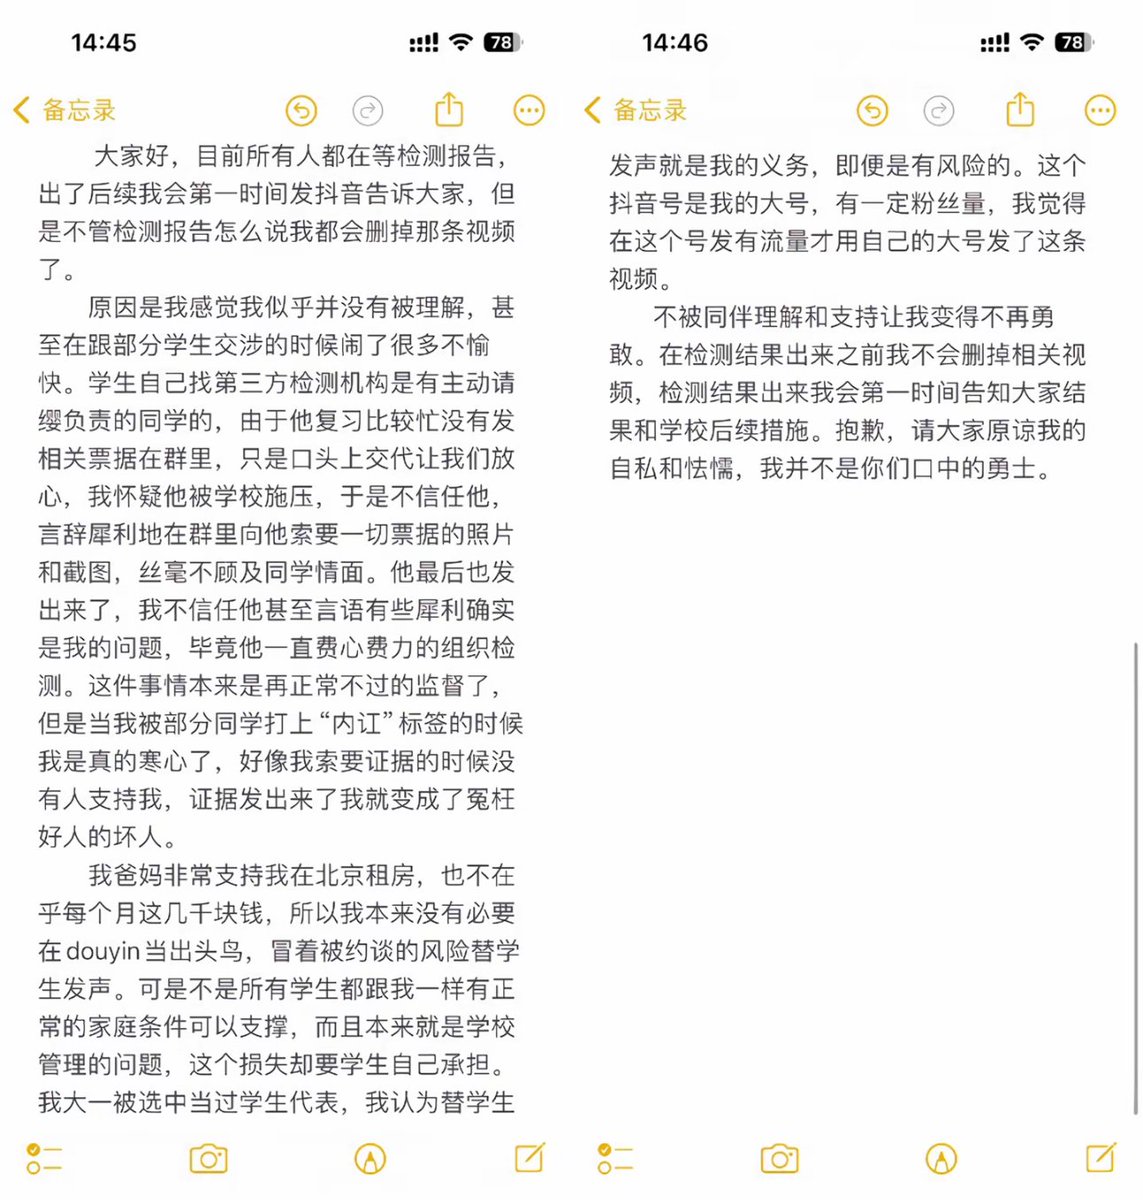 14:45
78
备忘录
大家好，目前所有人都在等检测报告，
出了后续我会第一时间发抖音告诉大家，但
是不管检测报告怎么说我都会删掉那条视频
了。
原因是我感觉我似乎并没有被理解，甚
至在跟部分学生交涉的时候闹了很多不愉
快。学生自己找第三方检测机构是有主动请
缨负责的同学的，由于他复习比较忙没有发
相关票据在群里，只是口头上交代让我们放
心，我怀疑他被学校施压，于是不信任他，
言辞犀利地在群里向他索要一切票据的照片
和截图，丝毫不顾及同学情面。他最后也发
出来了，我不信任他甚至言语有些犀利确实
是我的问题，毕竟他一直费心费力的组织检
测。这件事情本来是再正常不过的监督了，
但是当我被部分同学打上“内讧”标签的时候
我是真的寒心了，好像我索要证据的时候没
有人支持我，证据发出来了我就变成了冤枉
好人的坏人。
我爸妈非常支持我在北京租房，也不在
乎每个月这几千块钱，所以我本来没有必要
在douyin当出头鸟，冒着被约谈的风险替学
生发声。可是不是所有学生都跟我一样有正
常的家庭条件可以支撑，而且本来就是学校
管理的问题，这个损失却要学生自己承担。
我大一被选中当过学生代表，我认为替学生
14:46
78
备忘录
发声就是我的义务，即便是有风险的。这个
抖音号是我的大号，有一定粉丝量，我觉得
在这个号发有流量才用自己的大号发了这条
视频。
不被同伴理解和支持让我变得不再勇
敢。在检测结果出来之前我不会删掉相关视
频，检测结果出来我会第一时间告知大家结
果和学校后续措施。抱歉，请大家原谅我的
自私和怯懦，我并不是你们口中的勇士。